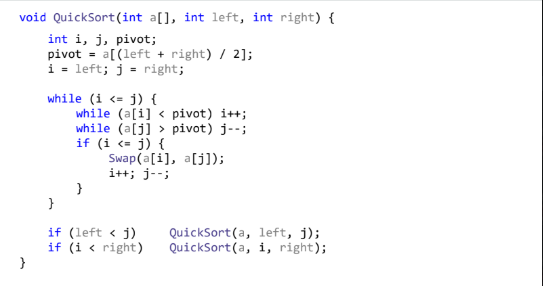 void QuickSort(int a[], int left, int right) {
int i, j, pivot;
pivot = a[(left + right) / 2];
i = left; j = right;
while (i <= j) {
while (a[i] < pivot) i++;
while (a[j] > pivot) j--;
if (i <= j) {
Swap(a[i], a[j]);
i++; j--;
}
}
if (left < j) QuickSort(a, left, j);
if (i < right) QuickSort(a, i, right);
}